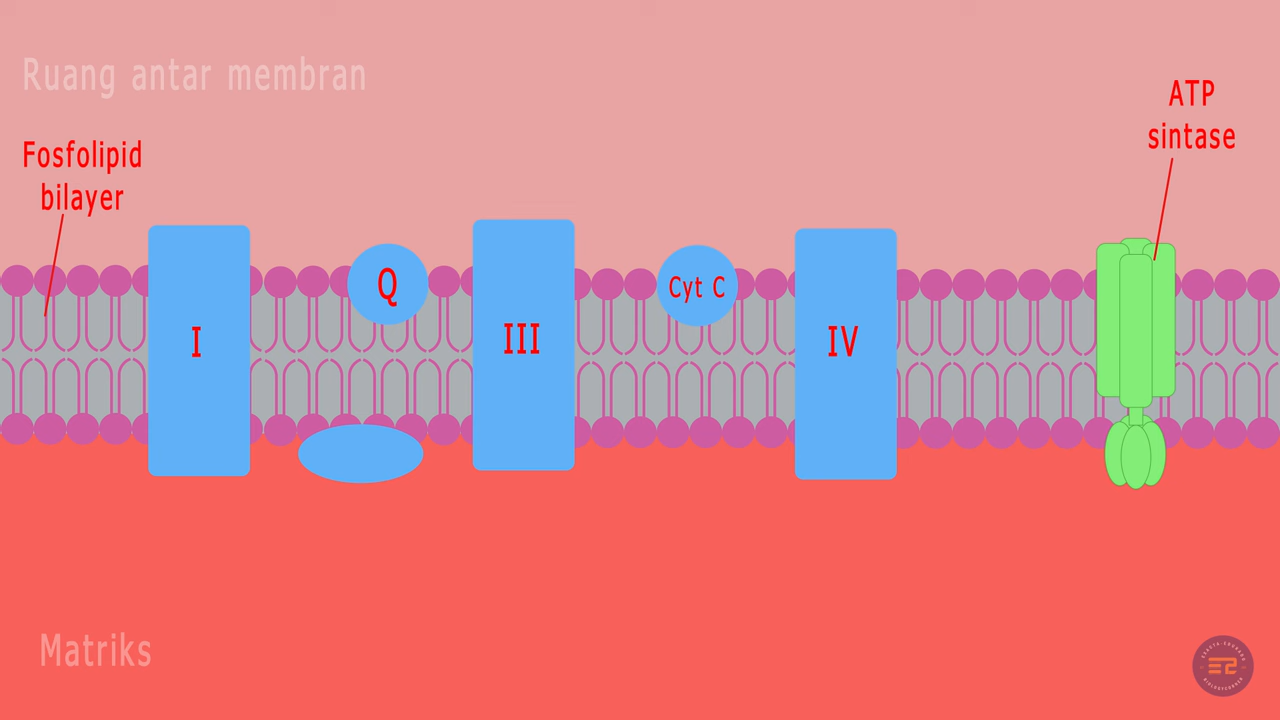 Ruang antar membran
Fosfolipid
bilayer
ATP
sintase
I
Q
III
Cyt C
IV
Matriks